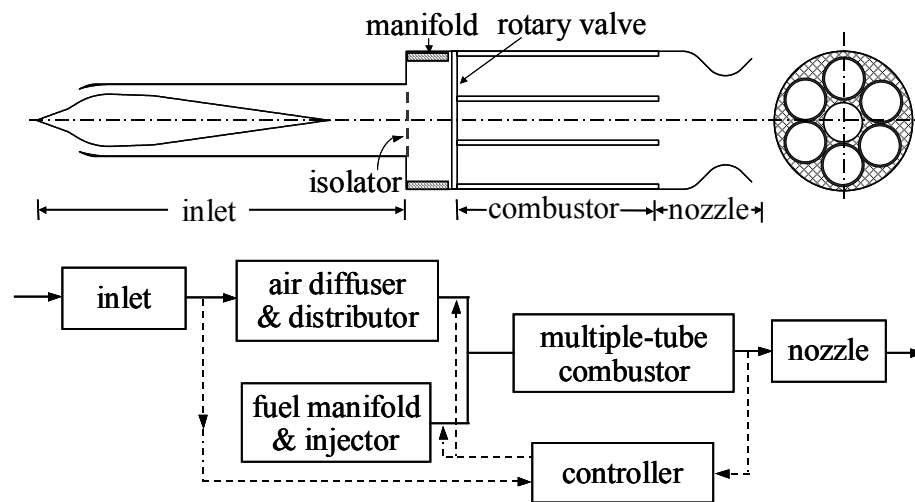 manifold
rotary valve
isolator
inlet
combustor
nozzle
inlet
air diffuser
& distributor
multiple-tube
combustor
nozzle
fuel manifold
& injector
controller